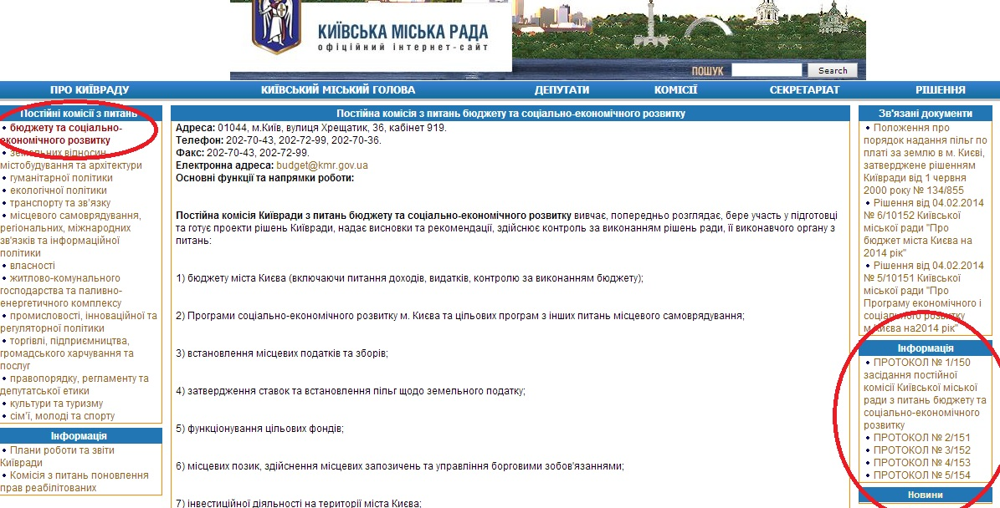 КИЇВСЬКА МІСЬКА РАДА
офіційний інтернет-сайт
ПОШУК
Search
ПРО КИЇВРАДУ
КИЇВСЬКИЙ МІСЬКИЙ ГОЛОВА
ДЕПУТАТИ
КОМІСІЇ
СЕКРЕТАРІАТ
РІШЕННЯ
Постійні комісії з питань
• бюджету та соціально-
економічного розвитку
• земельних відносин,
містобудування та архітектури
• гуманітарної політики
• екологічної політики
• транспорту та зв'язку
• місцевого самоврядування,
регіональних, міжнародних
зв'язків та інформаційної
політики
• власності
• житлово-комунального
господарства та паливно-
енергетичного комплексу
• промисловості, інноваційної та
регуляторної політики
• торгівлі, підприємництва,
громадського харчування та
послуг
• правопорядку, регламенту та
депутатської етики
• культури та туризму
• сім'ї, молоді та спорту
Інформація
• Плани роботи та звіти
Київради
• Комісія з питань поновлення
прав реабілітованих
Постійна комісія з питань бюджету та соціально-економічного розвитку
Адреса: 01044, м.Київ, вулиця Хрещатик, 36, кабінет 919.
Телефон: 202-70-43, 202-72-99, 202-70-36.
Факс: 202-70-43, 202-72-99.
Електронна адреса: budget@kmr.gov.ua
Основні функції та напрямки роботи:
Постійна комісія Київради з питань бюджету та соціально-економічного розвитку вивчає, попередньо розглядає, бере участь у підготовці
та готує проекти рішень Київради, надає висновки та рекомендації, здійснює контроль за виконанням рішень ради, її виконавчого органу з
питань:
1) бюджету міста Києва (включаючи питання доходів, видатків, контролю за виконанням бюджету);
2) Програми соціально-економічного розвитку м. Києва та цільових програм з інших питань місцевого самоврядування;
3) встановлення місцевих податків та зборів;
4) затвердження ставок та встановлення пільг щодо земельного податку;
5) функціонування цільових фондів;
6) місцевих позик, здійснення місцевих запозичень та управління борговими зобов'язаннями;
7) інвестиційної діяльності на території міста Києва;
Зв'язані документи
• Положення про
порядок надання пільг по
платі за землю в м. Києві,
затверджене рішенням
Київради від 1 червня
2000 року № 134/855
• Рішення від 04.02.2014
№ 6/10152 Київської
міської ради "Про
бюджет міста Києва на
2014 рік"
• Рішення від 04.02.2014
№ 5/10151 Київської
міської ради "Про
Програму економічного і
соціального розвитку
м.Києва на2014 рік"
Інформація
• ПРОТОКОЛ № 1/150
засідання постійної
комісії Київської міської
ради з питань бюджету та
соціально-економічного
розвитку
• ПРОТОКОЛ № 2/151
• ПРОТОКОЛ № 3/152
• ПРОТОКОЛ № 4/153
• ПРОТОКОЛ № 5/154
Новини